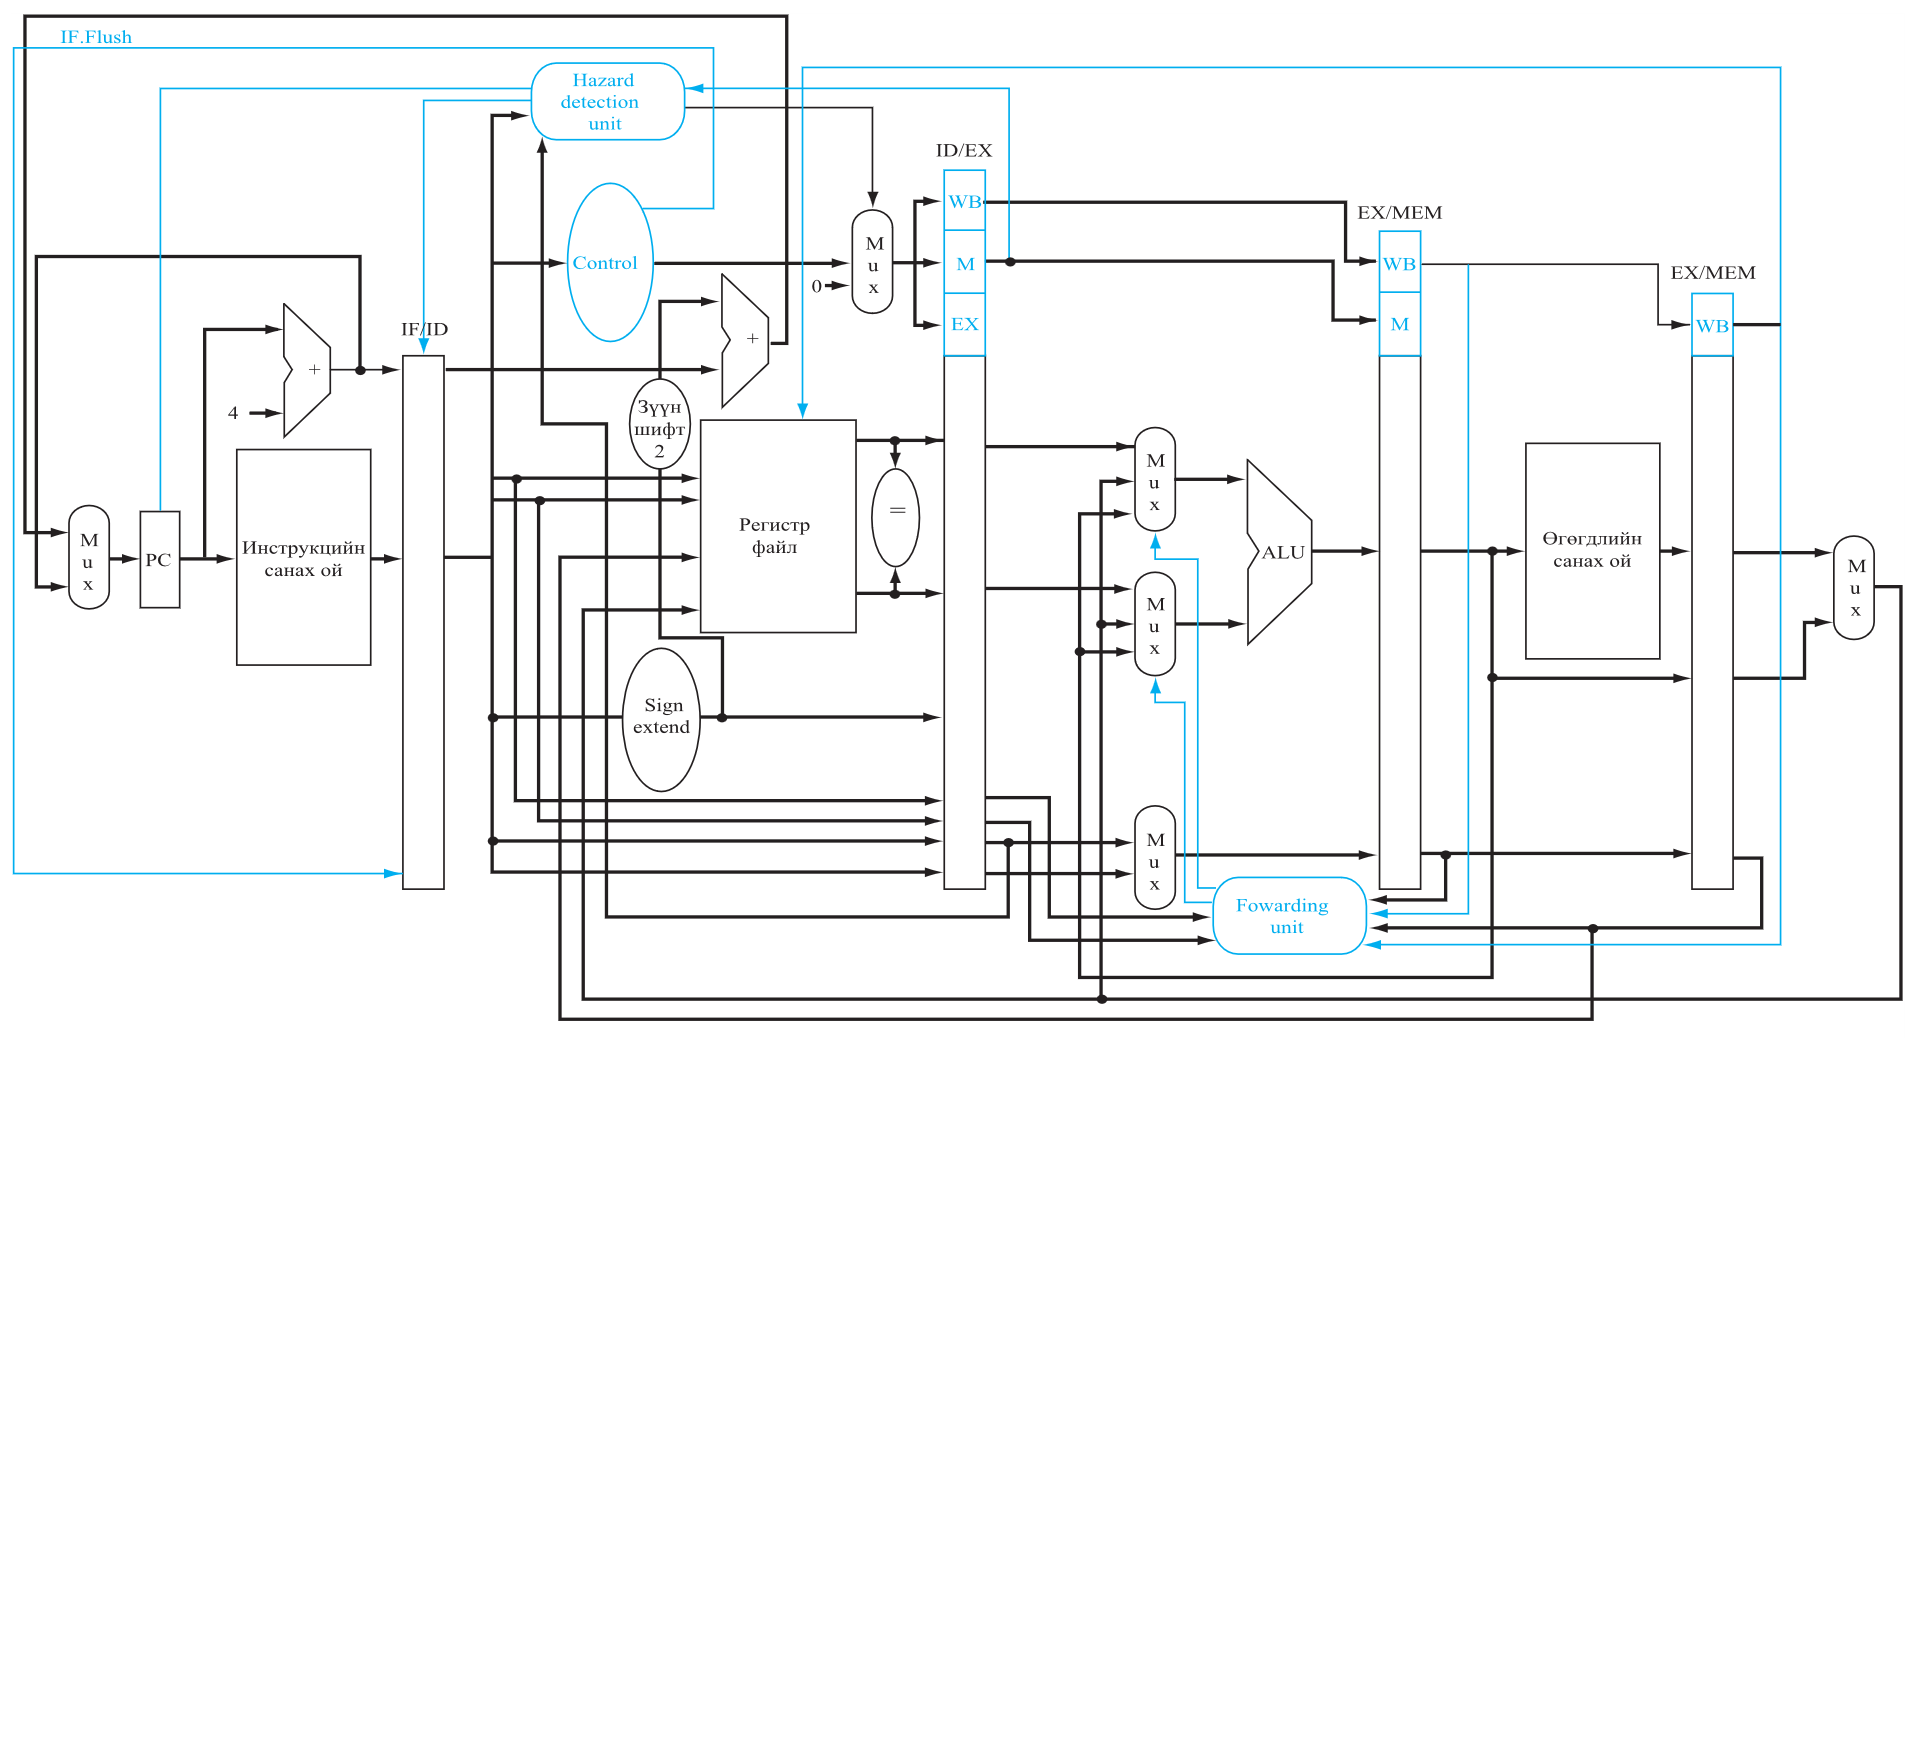 IF.Flush
Hazard
detection
unit
ID/EX
WB
M
EX
EX/MEM
WB
M
EX/MEM
WB
Control
M
u
x
0
+
IF/ID
+
4
Зүүн
шифт
2
M
u
x
PC
Инструкцийн
санах ой
Регистр
файл
=
Sign
extend
M
u
x
M
u
x
ALU
M
u
x
Fowarding
unit
Өгөгдлийн
санах ой
M
u
x